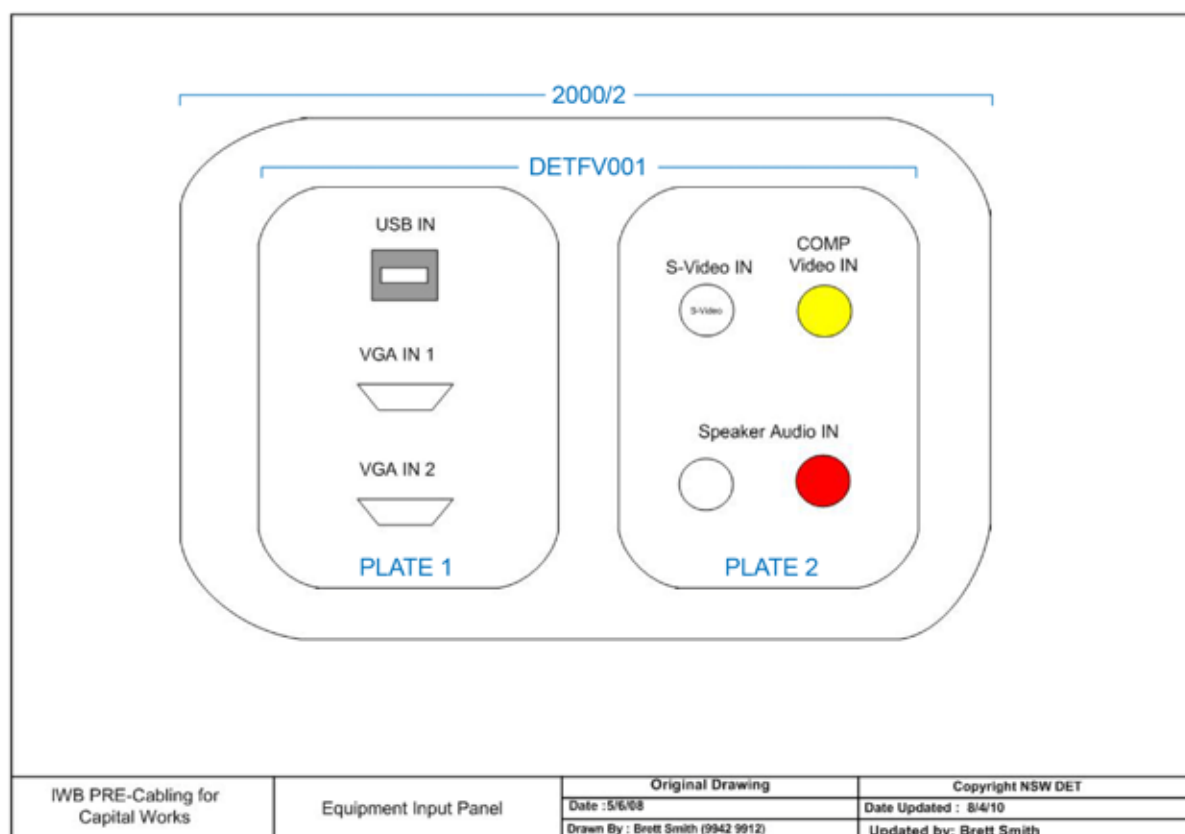 2000/2
DETFV001
USB IN
VGA IN 1
VGA IN 2
PLATE 1
S-Video IN
COMP
Video IN
S-Video
Speaker Audio IN
PLATE 2
IWB PRE-Cabling for
Capital Works
Equipment Input Panel
Original Drawing
Date :5/6/08
Drawn By : Brett Smith (9942 9912)
Copyright NSW DET
Date Updated : 8/4/10
Updated by: Brett Smith